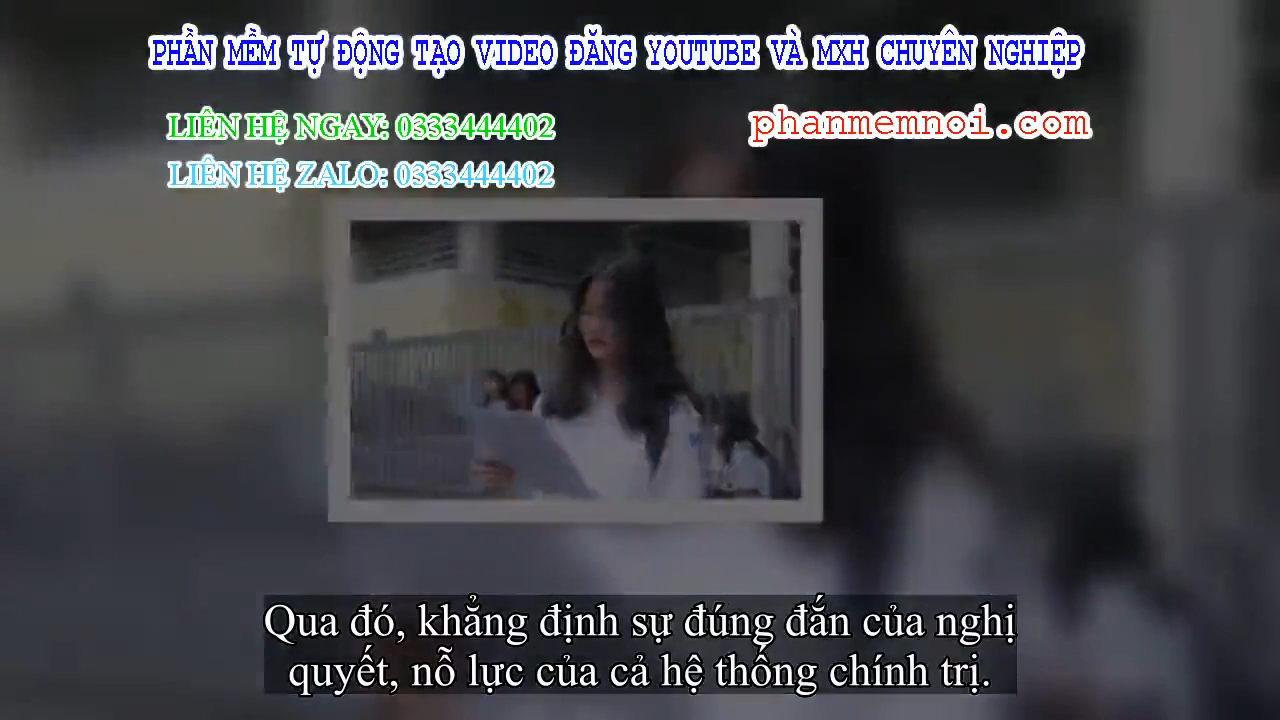 PHẦN MỀM TỰ ĐỘNG TẠO VIDEO ĐĂNG YOUTUBE VÀ MXH CHUYÊN NGHIỆP
LIÊN HỆ NGAY: 0333444402
phanmemnoi.com
LIÊN HỆ ZALO: 0333444402
Qua đó, khẳng định sự đúng đắn của nghị
quyết, nỗ lực của cả hệ thống chính trị.